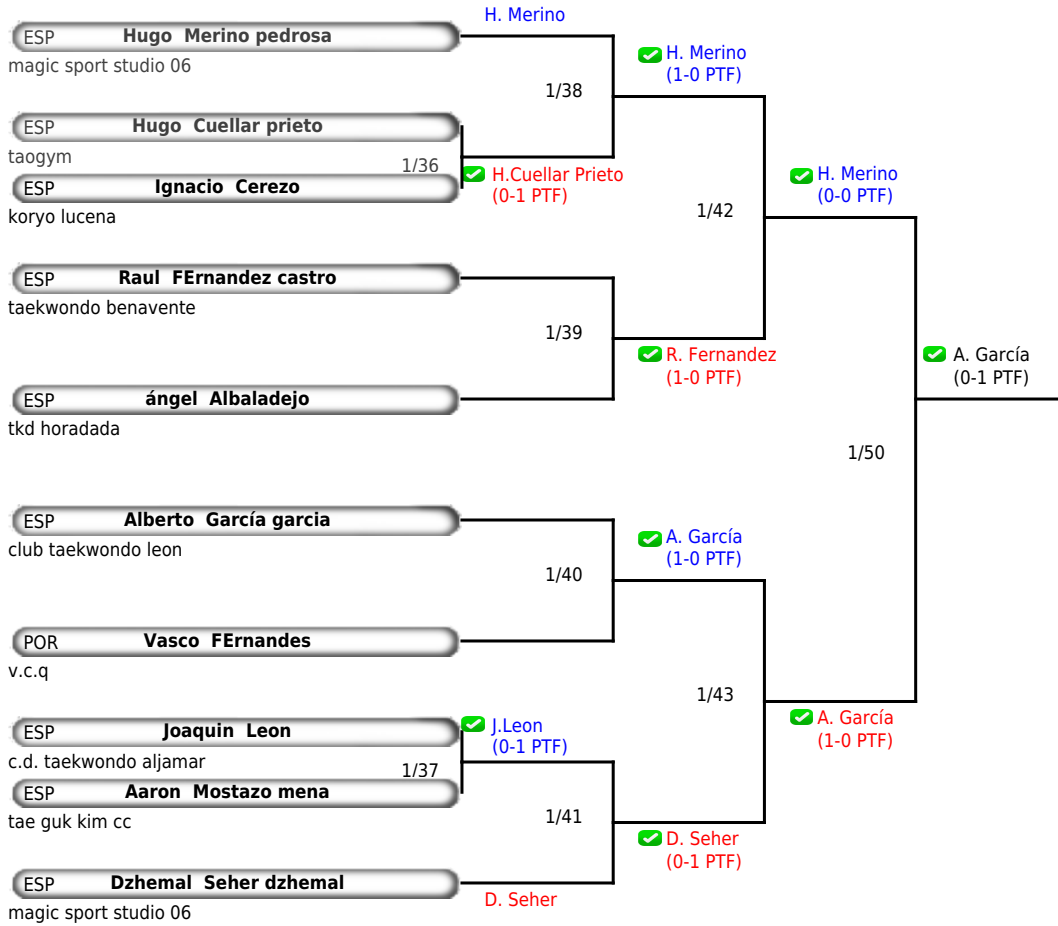 H. Merino
ESP Hugo Merino pedrosa
magic sport studio 06
H. Merino
(1-0 PTF)
1/38
ESP Hugo Cuellar prieto
taogym
1/36
H.Cuellar Prieto
(0-1 PTF)
ESP Ignacio Cerezo
koryo lucena
H. Merino
(0-0 PTF)
1/42
ESP Raul FErnandez castro
taekwondo benavente
1/39
R. Fernandez
(1-0 PTF)
A. García
(0-1 PTF)
ESP ángel Albaladejo
tkd horadada
1/50
ESP Alberto García garcia
club taekwondo leon
A. García
(1-0 PTF)
1/40
POR Vasco FErnandes
v.c.q
1/43
A. García
(1-0 PTF)
ESP Joaquin Leon
c.d. taekwondo aljamar
J.Leon
(0-1 PTF)
1/37
ESP Aaron Mostazo mena
tae guk kim cc
1/41
D. Seher
(0-1 PTF)
ESP Dzhemal Seher dzhemal
magic sport studio 06
D. Seher